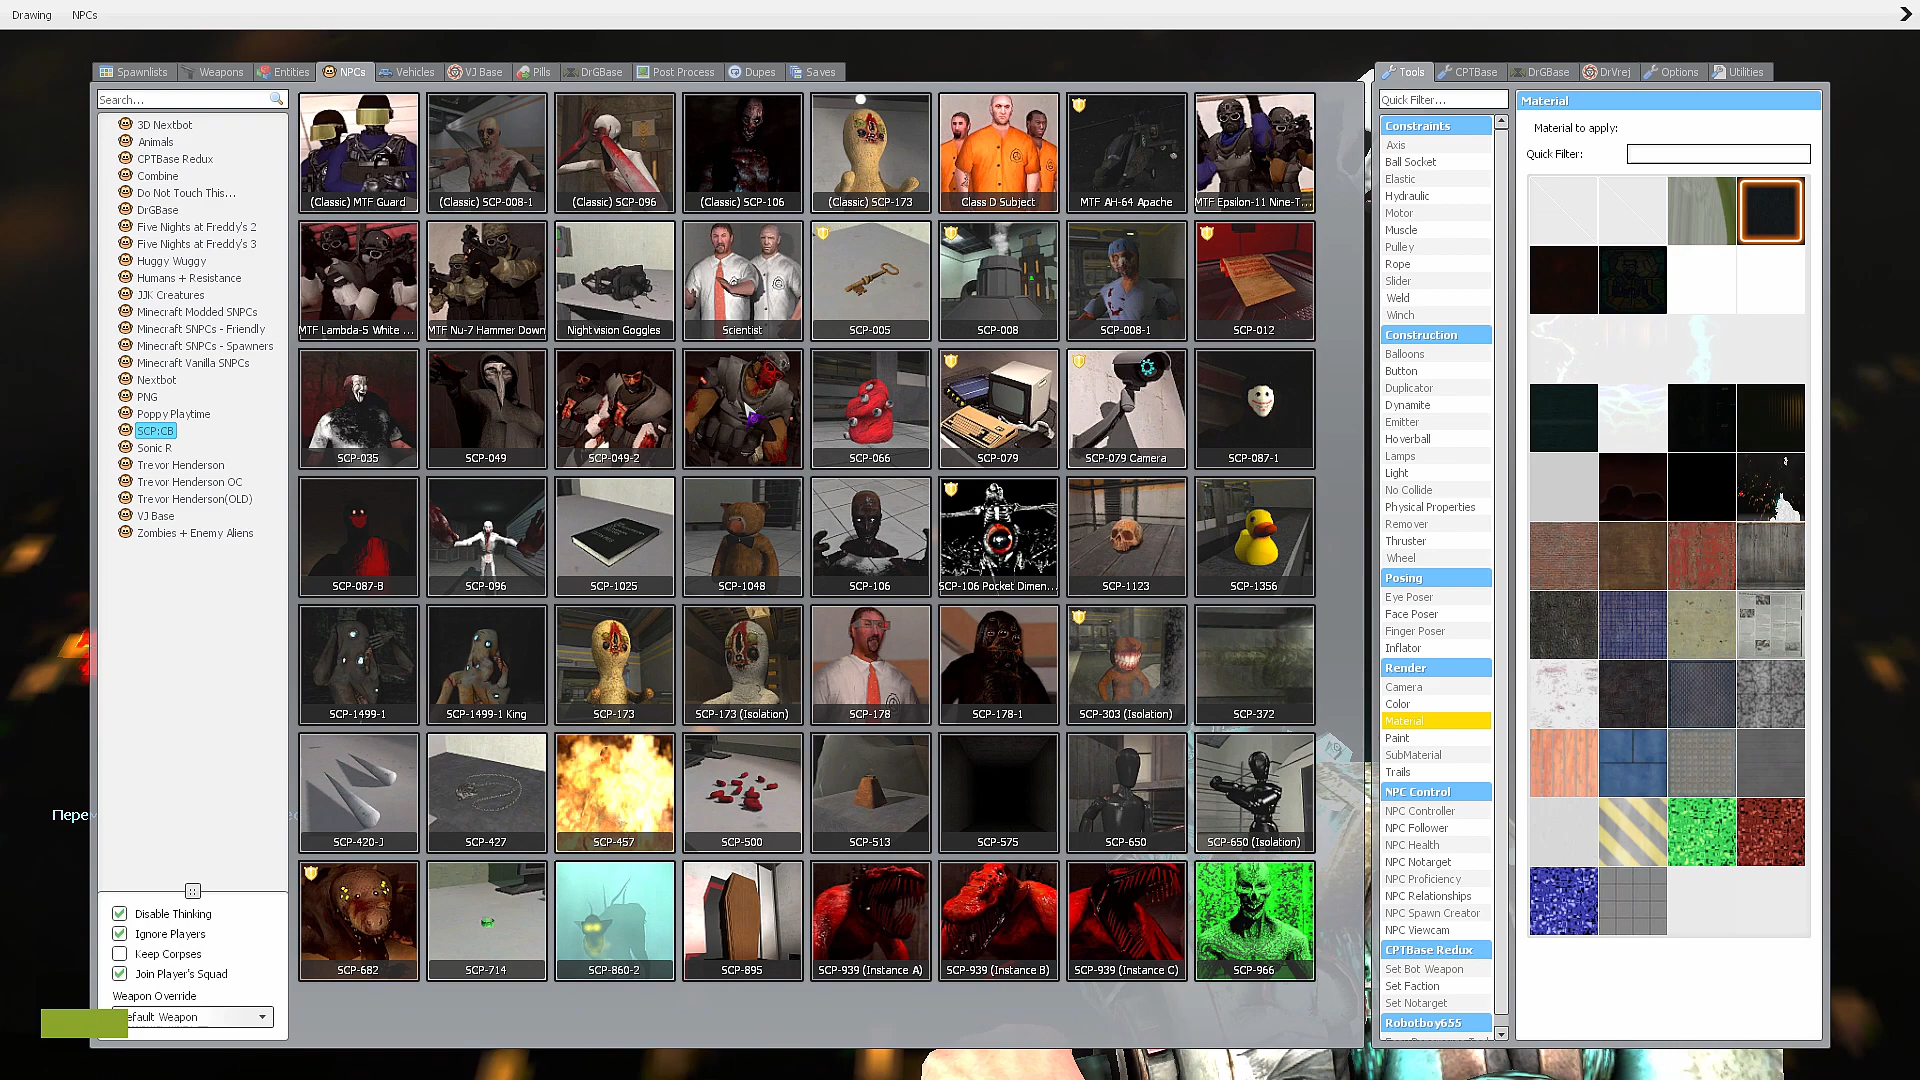 Drawing NPCs
Spawnlists Weapons Entities NPCs Vehicles VJ Base Pills DrGBase Post Process Dupes Saves
Tools CPTBase DrGBase DrVrej Options Utilities
Search...
3D Nextbot
Animals
CPTBase Redux
Combine
Do Not Touch This...
DrGBase
Five Nights at Freddy's 2
Five Nights at Freddy's 3
Huggy Wuggy
Humans + Resistance
JJK Creatures
Minecraft Modded SNPCs
Minecraft SNPCs - Friendly
Minecraft SNPCs - Spawners
Minecraft Vanilla SNPCs
Nextbot
PNG
Poppy Playtime
SCP:CB
Sonic R
Trevor Henderson
Trevor Henderson OC
Trevor Henderson(OLD)
VJ Base
Zombies + Enemy Aliens
Disable Thinking
Ignore Players
Keep Corpses
Join Player's Squad
Weapon Override
efault Weapon
Пере
(Classic) MTF Guard (Classic) SCP-008-1 (Classic) SCP-096 (Classic) SCP-106 (Classic) SCP-173 Class D Subject MTF AH-64 Apache MTF Epsilon-11 Nine-T...
MTF Lambda-5 White ... MTF Nu-7 Hammer Down Nightvision Goggles Scientist SCP-005 SCP-008 SCP-008-1 SCP-012
SCP-035 SCP-049 SCP-049-2 SCP-066 SCP-079 SCP-079 Camera SCP-087-1
SCP-087-B SCP-096 SCP-1025 SCP-1048 SCP-106 SCP-106 Pocket Dimen... SCP-1123 SCP-1356
SCP-1499-1 SCP-1499-1 King SCP-173 SCP-173 (Isolation) SCP-178 SCP-178-1 SCP-303 (Isolation) SCP-372
SCP-420-J SCP-427 SCP-457 SCP-500 SCP-513 SCP-575 SCP-650 SCP-650 (Isolation)
SCP-682 SCP-714 SCP-860-2 SCP-895 SCP-939 (Instance A) SCP-939 (Instance B) SCP-939 (Instance C) SCP-966
Quick Filter...
Constraints
Axis
Ball Socket
Elastic
Hydraulic
Motor
Muscle
Pulley
Rope
Slider
Weld
Winch
Construction
Balloons
Button
Duplicator
Dynamite
Emitter
Hoverball
Lamps
Light
No Collide
Physical Properties
Remover
Thruster
Wheel
Posing
Eye Poser
Face Poser
Finger Poser
Inflator
Render
Camera
Color
Material
Paint
SubMaterial
Trails
NPC Control
NPC Controller
NPC Follower
NPC Health
NPC Notarget
NPC Proficiency
NPC Relationships
NPC Spawn Creator
NPC Viewcam
CPTBase Redux
Set Bot Weapon
Set Faction
Set Notarget
Robotboy655
Material
Material to apply:
Quick Filter: